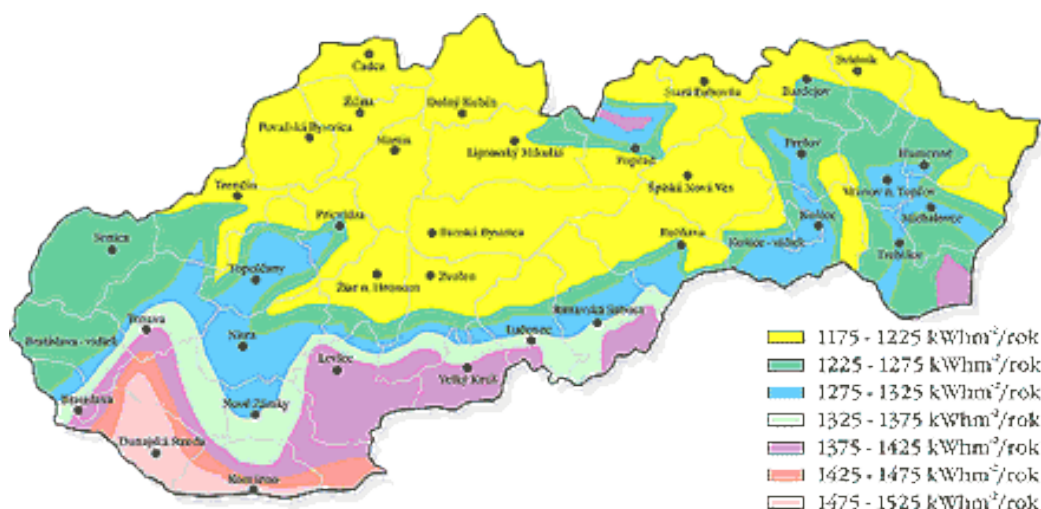 Svidník
Čadca
Stará Ľubovňa
Bardejov
Žilina
Dolný Kubín
Považská Bystrica
Martin
Liptovský Mikuláš
Poprad
Prešov
Humenné
Trenčín
Spišská Nová Ves
Vranov n. Topľou
Michalovce
Prievidza
Senica
Banská Bystrica
Rožňava
Košice - vidiek
Košice
Trebišov
Topoľčany
Žiar n. Hronom
Zvolen
Trnava
Rimavská Sobota
Bratislava - vidiek
Nitra
Lučenec
Levice
Veľký Krtíš
Bratislava
Nové Zámky
Dunajská Streda
Komárno
1175 - 1225 kWhm⁻²/rok
1225 - 1275 kWhm⁻²/rok
1275 - 1325 kWhm⁻²/rok
1325 - 1375 kWhm⁻²/rok
1375 - 1425 kWhm⁻²/rok
1425 - 1475 kWhm⁻²/rok
1475 - 1525 kWhm⁻²/rok